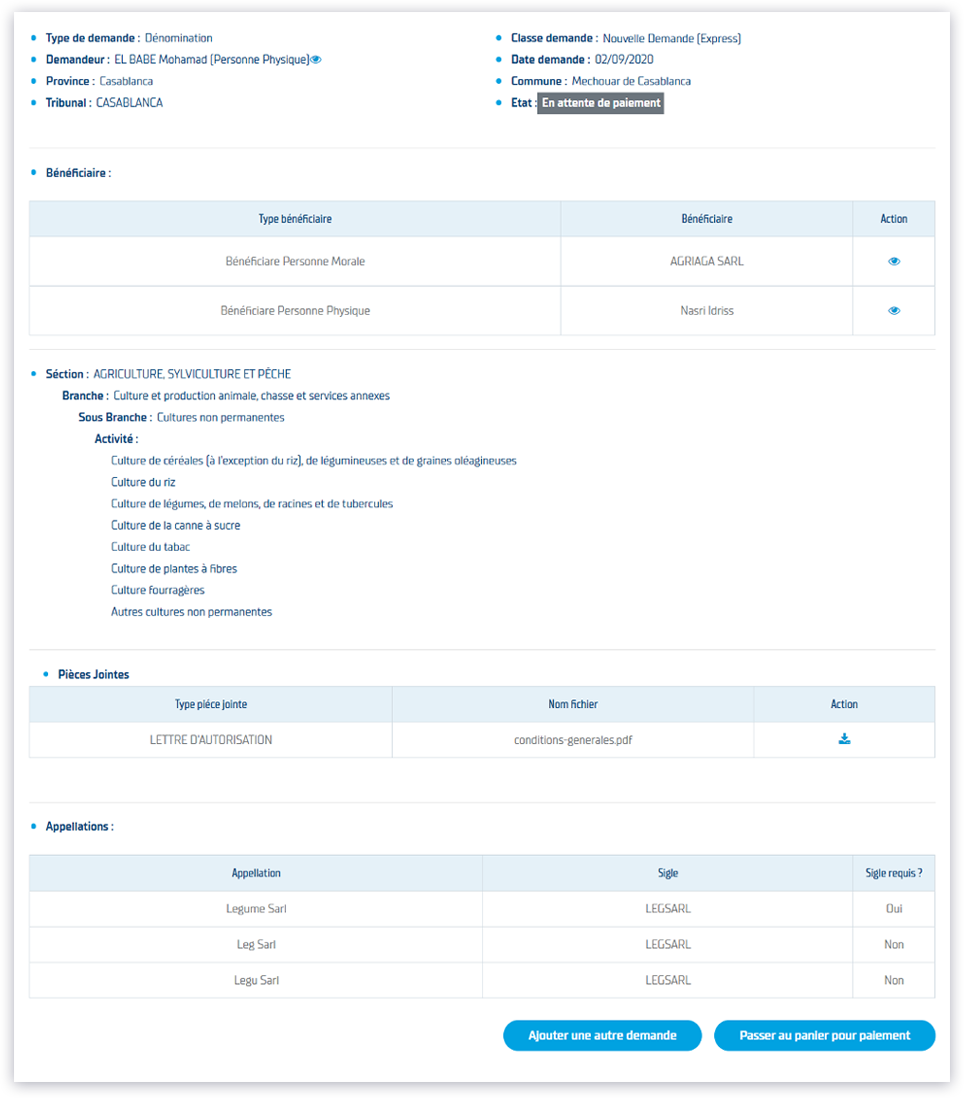 Type de demande : Dénomination
Classe demande : Nouvelle Demande (Express)
Demandeur : EL BABE Mohamad (Personne Physique)
Date demande : 02/09/2020
Province : Casablanca
Commune : Mechouar de Casablanca
Tribunal : CASABLANCA
Etat : En attente de paiement
Bénéficiaire :
Type bénéficiaire Bénéficiaire Action
Bénéficiare Personne Morale AGRIAGA SARL
Bénéficiare Personne Physique Nasri Idriss
Séction : AGRICULTURE, SYLVICULTURE ET PÊCHE
Branche : Culture et production animale, chasse et services annexes
Sous Branche : Cultures non permanentes
Activité :
Culture de céréales (à l'exception du riz), de légumineuses et de graines oléagineuses
Culture du riz
Culture de légumes, de melons, de racines et de tubercules
Culture de la canne à sucre
Culture du tabac
Culture de plantes à fibres
Culture fourragères
Autres cultures non permanentes
Pièces Jointes
Type piéce jointe Nom fichier Action
LETTRE D'AUTORISATION conditions-generales.pdf
Appellations :
Appellation Sigle Sigle requis ?
Legume Sarl LEGSARL Oui
Leg Sarl LEGSARL Non
Legu Sarl LEGSARL Non
Ajouter une autre demande Passer au panier pour paiement